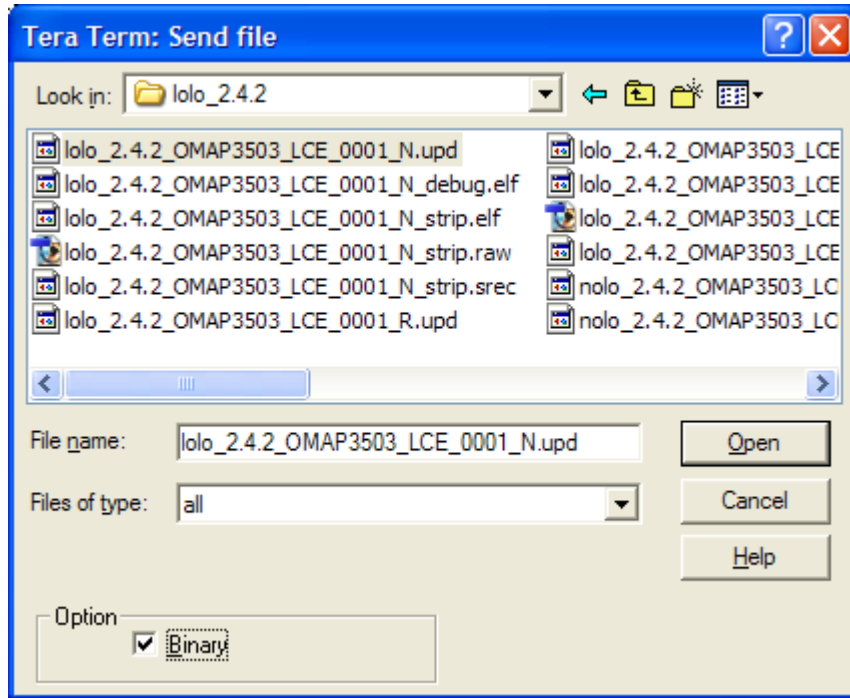 Tera Term: Send file
Look in: lolo_2.4.2
lolo_2.4.2_OMAP3503_LCE_0001_N.upd
lolo_2.4.2_OMAP3503_LCE_0001_N_debug.elf
lolo_2.4.2_OMAP3503_LCE_0001_N_strip.elf
lolo_2.4.2_OMAP3503_LCE_0001_N_strip.raw
lolo_2.4.2_OMAP3503_LCE_0001_N_strip.srec
lolo_2.4.2_OMAP3503_LCE_0001_R.upd
lolo_2.4.2_OMAP3503_LCE
lolo_2.4.2_OMAP3503_LCE
lolo_2.4.2_OMAP3503_LCE
lolo_2.4.2_OMAP3503_LCE
nolo_2.4.2_OMAP3503_LC
nolo_2.4.2_OMAP3503_LC
File name: lolo_2.4.2_OMAP3503_LCE_0001_N.upd
Open
Files of type: all
Cancel
Help
Option
Binary